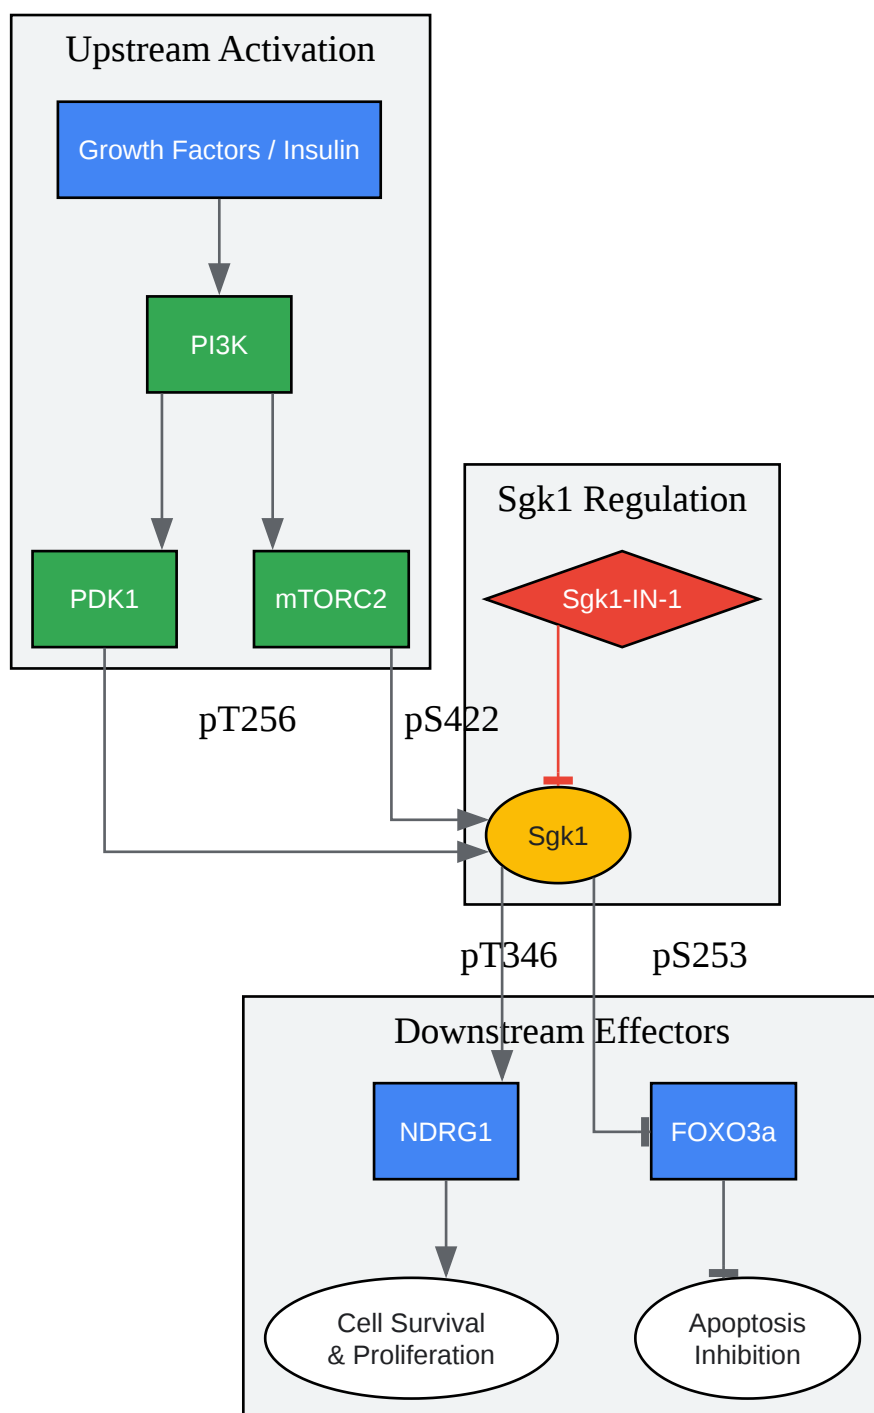 Upstream Activation
Growth Factors / Insulin
PI3K
PDK1
mTORC2
Sgk1 Regulation
Sgk1-IN-1
pT256
pS422
Sgk1
pT346
pS253
Downstream Effectors
NDRG1
FOXO3a
Cell Survival
& Proliferation
Apoptosis
Inhibition